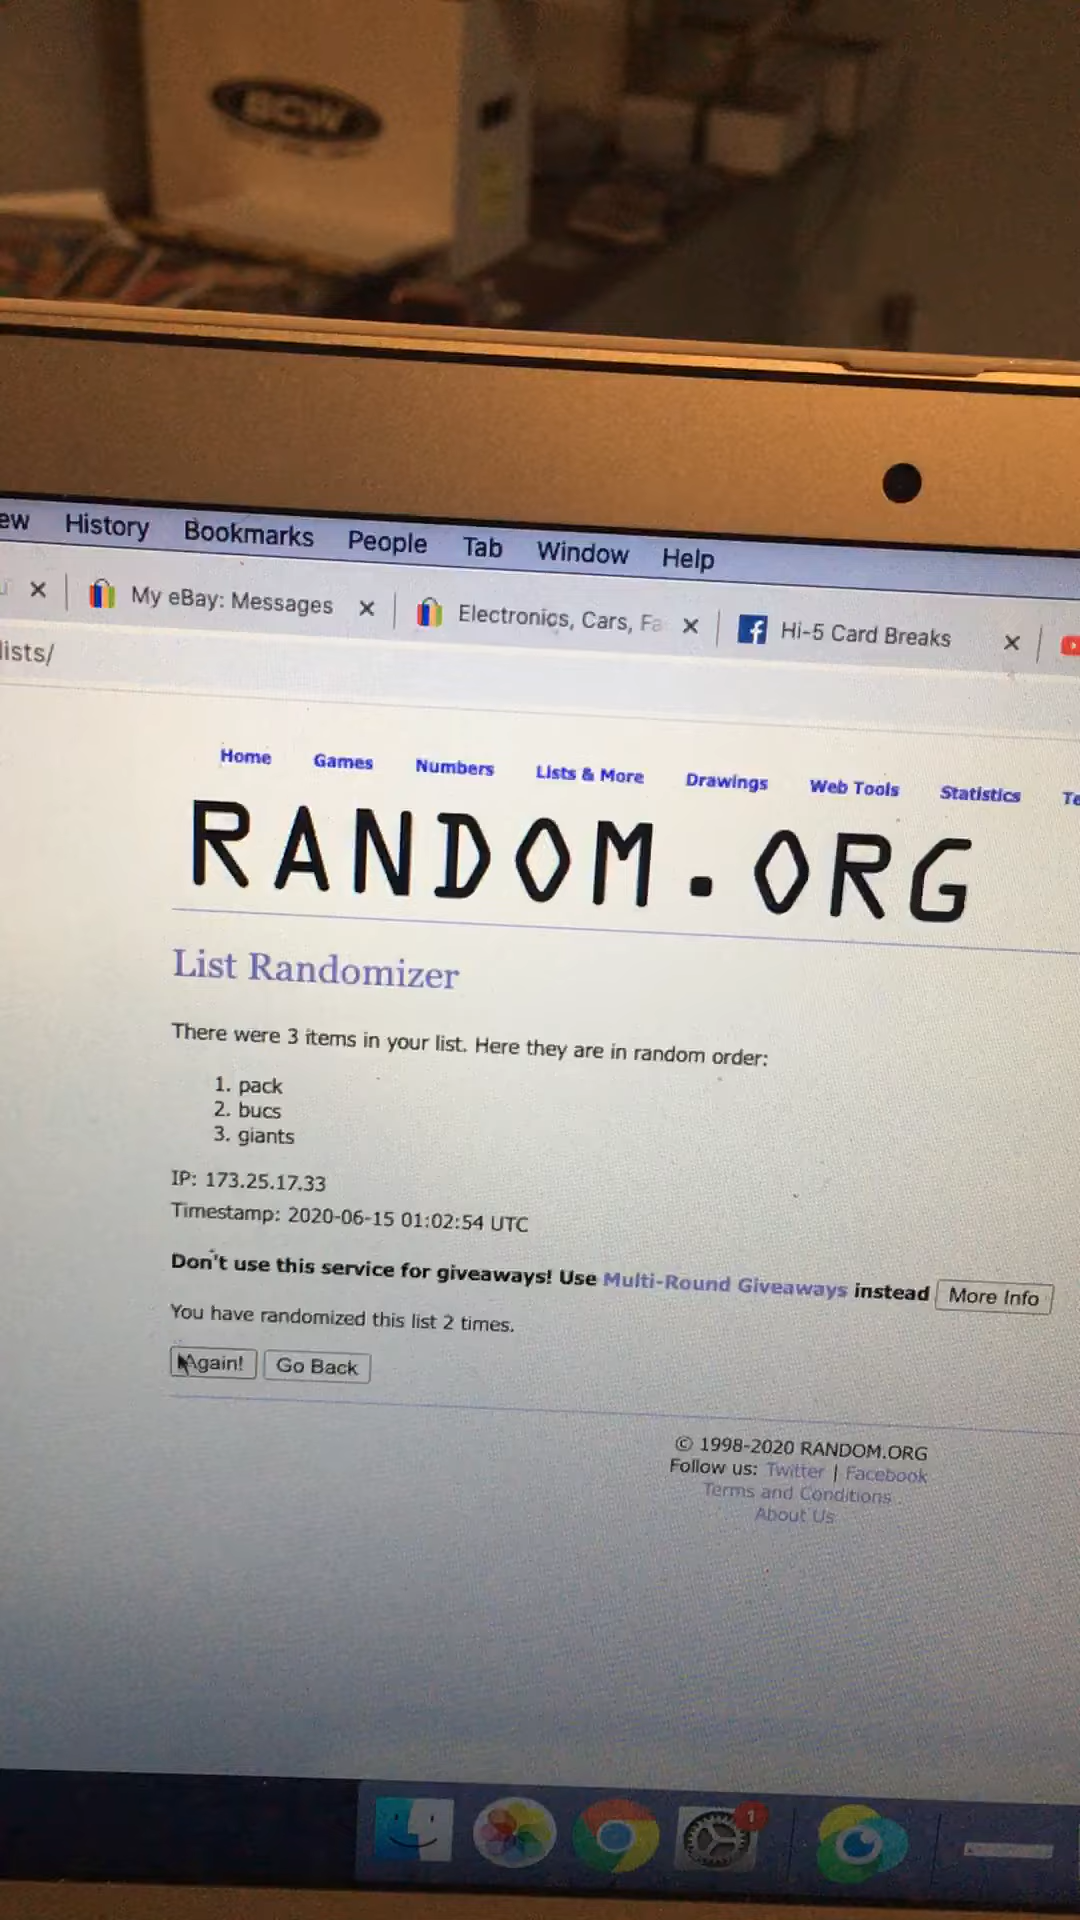 BCW
History Bookmarks People Tab Window Help
My eBay: Messages Electronics, Cars, Fa Hi-5 Card Breaks
lists/
Home Games Numbers Lists & More Drawings Web Tools Statistics Te
RANDOM.ORG
List Randomizer
There were 3 items in your list. Here they are in random order:
1. pack
2. bucs
3. giants
IP: 173.25.17.33
Timestamp: 2020-06-15 01:02:54 UTC
Don't use this service for giveaways! Use Multi-Round Giveaways instead More Info
You have randomized this list 2 times.
Again! Go Back
© 1998-2020 RANDOM.ORG
Follow us: Twitter | Facebook
Terms and Conditions
About Us
1